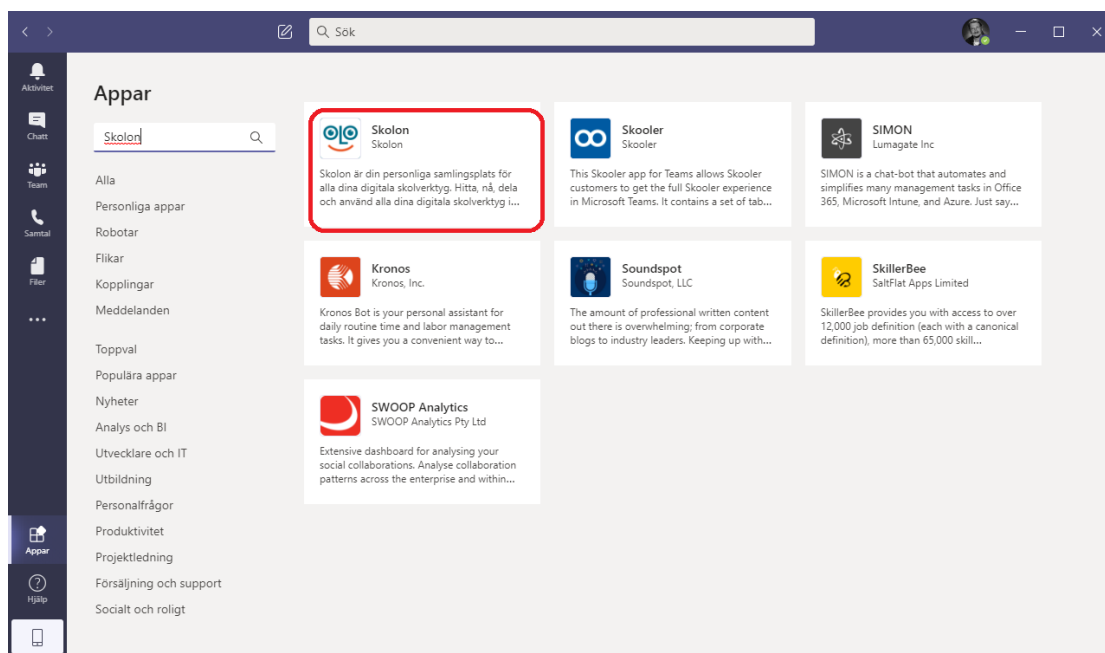 Sök
Aktivitet
Chatt
Team
Samtal
Filer
Appar
Hjälp
Appar
Skolon
Alla
Personliga appar
Robotar
Flikar
Kopplingar
Meddelanden
Toppval
Populära appar
Nyheter
Analys och BI
Utvecklare och IT
Utbildning
Personalfrågor
Produktivitet
Projektledning
Försäljning och support
Socialt och roligt
Skolon
Skolon
Skolon är din personliga samlingsplats för
alla dina digitala skolverktyg. Hitta, nå, dela
och använd alla dina digitala skolverktyg i...
Skooler
Skooler
This Skooler app for Teams allows Skooler
customers to get the full Skooler experience
in Microsoft Teams. It contains a set of tab...
SIMON
Lumagate Inc
SIMON is a chat-bot that automates and
simplifies many management tasks in Office
365, Microsoft Intune, and Azure. Just say...
Kronos
Kronos, Inc.
Kronos Bot is your personal assistant for
daily routine time and labor management
tasks. It gives you a convenient way to...
Soundspot
Soundspot, LLC
The amount of professional written content
out there is overwhelming; from corporate
blogs to industry leaders. Keeping up with...
SkillerBee
SaltFlat Apps Limited
SkillerBee provides you with access to over
12,000 job definition (each with a canonical
definition), more than 65,000 skill...
SWOOP Analytics
SWOOP Analytics Pty Ltd
Extensive dashboard for analysing your
social collaborations. Analyse collaboration
patterns across the enterprise and within...